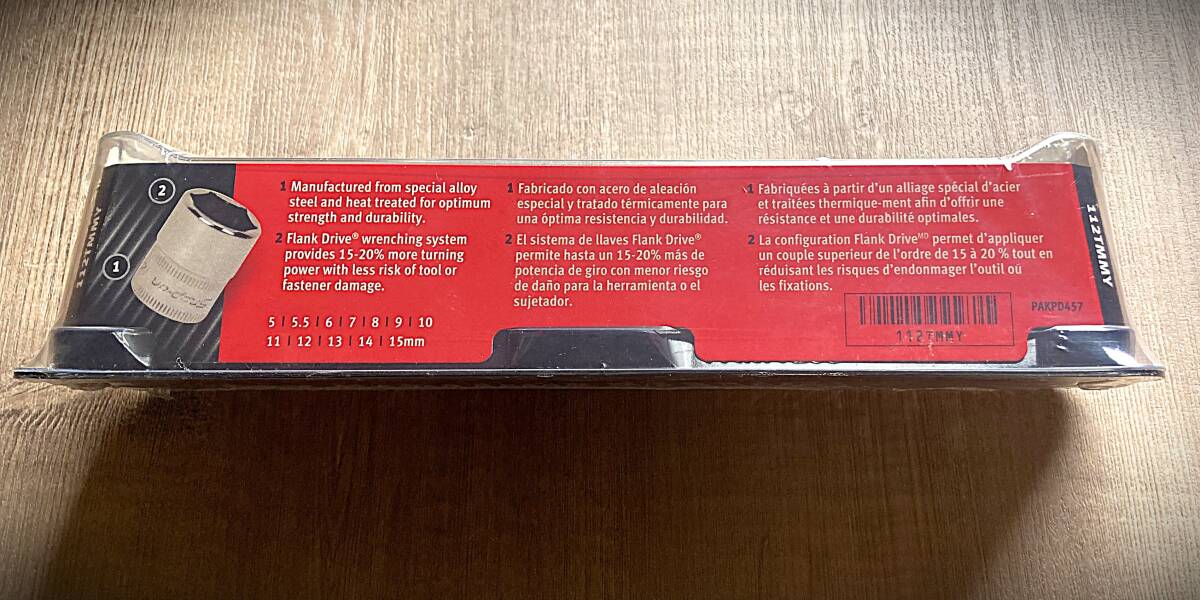 112TMMY
2
1
Snap-on
1 Manufactured from special alloy
steel and heat treated for optimum
strength and durability.
2 Flank Drive® wrenching system
provides 15-20% more turning
power with less risk of tool or
fastener damage.
5 | 5.5 | 6 | 7 | 8 | 9 | 10
11 | 12 | 13 | 14 | 15mm
1 Fabricado con acero de aleación
especial y tratado térmicamente para
una óptima resistencia y durabilidad.
2 El sistema de llaves Flank Drive®
permite hasta un 15-20% más de
potencia de giro con menor riesgo
de daño para la herramienta o el
sujetador.
1 Fabriquées à partir d'un alliage spécial d'acier
et traitées thermique-ment afin d'offrir une
résistance et une durabilité optimales.
2 La configuration Flank Driveᴹᴰ permet d'appliquer
un couple superieur de l'ordre de 15 à 20 % tout en
réduisant les risques d'endonmager l'outil oú
les fixations.
112TMMY
PAKPD457
112TMMY